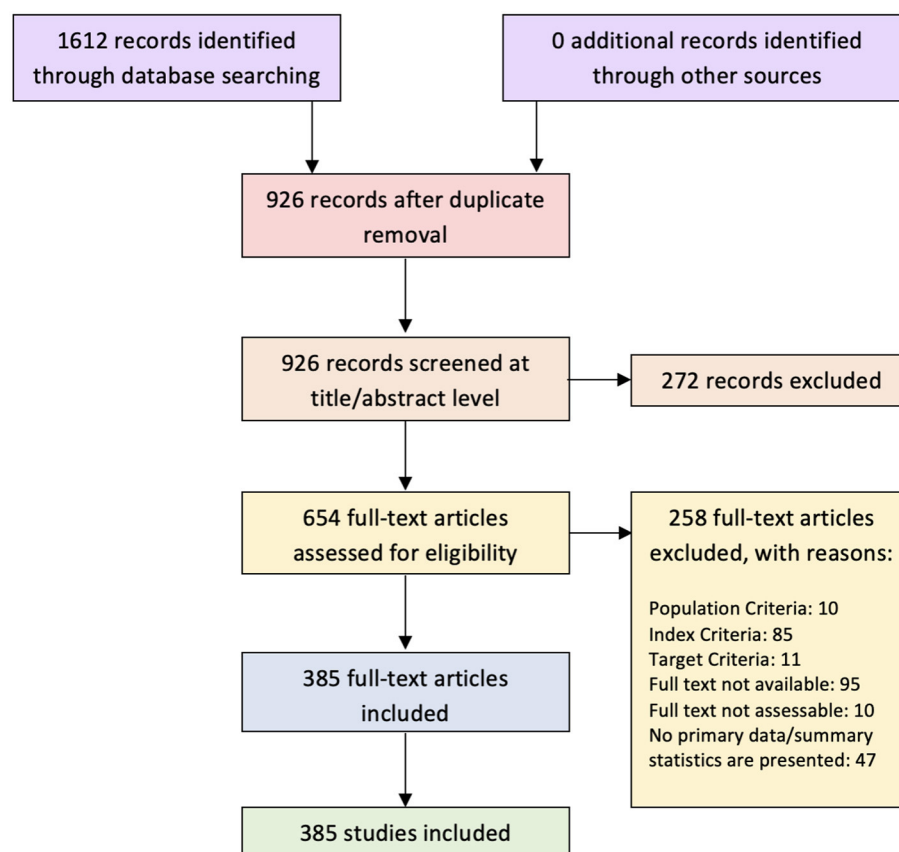 1612 records identified
through database searching
0 additional records identified
through other sources
926 records after duplicate
removal
926 records screened at
title/abstract level
272 records excluded
654 full-text articles
assessed for eligibility
258 full-text articles
excluded, with reasons:
Population Criteria: 10
Index Criteria: 85
Target Criteria: 11
Full text not available: 95
Full text not assessable: 10
No primary data/summary
statistics are presented: 47
385 full-text articles
included
385 studies included